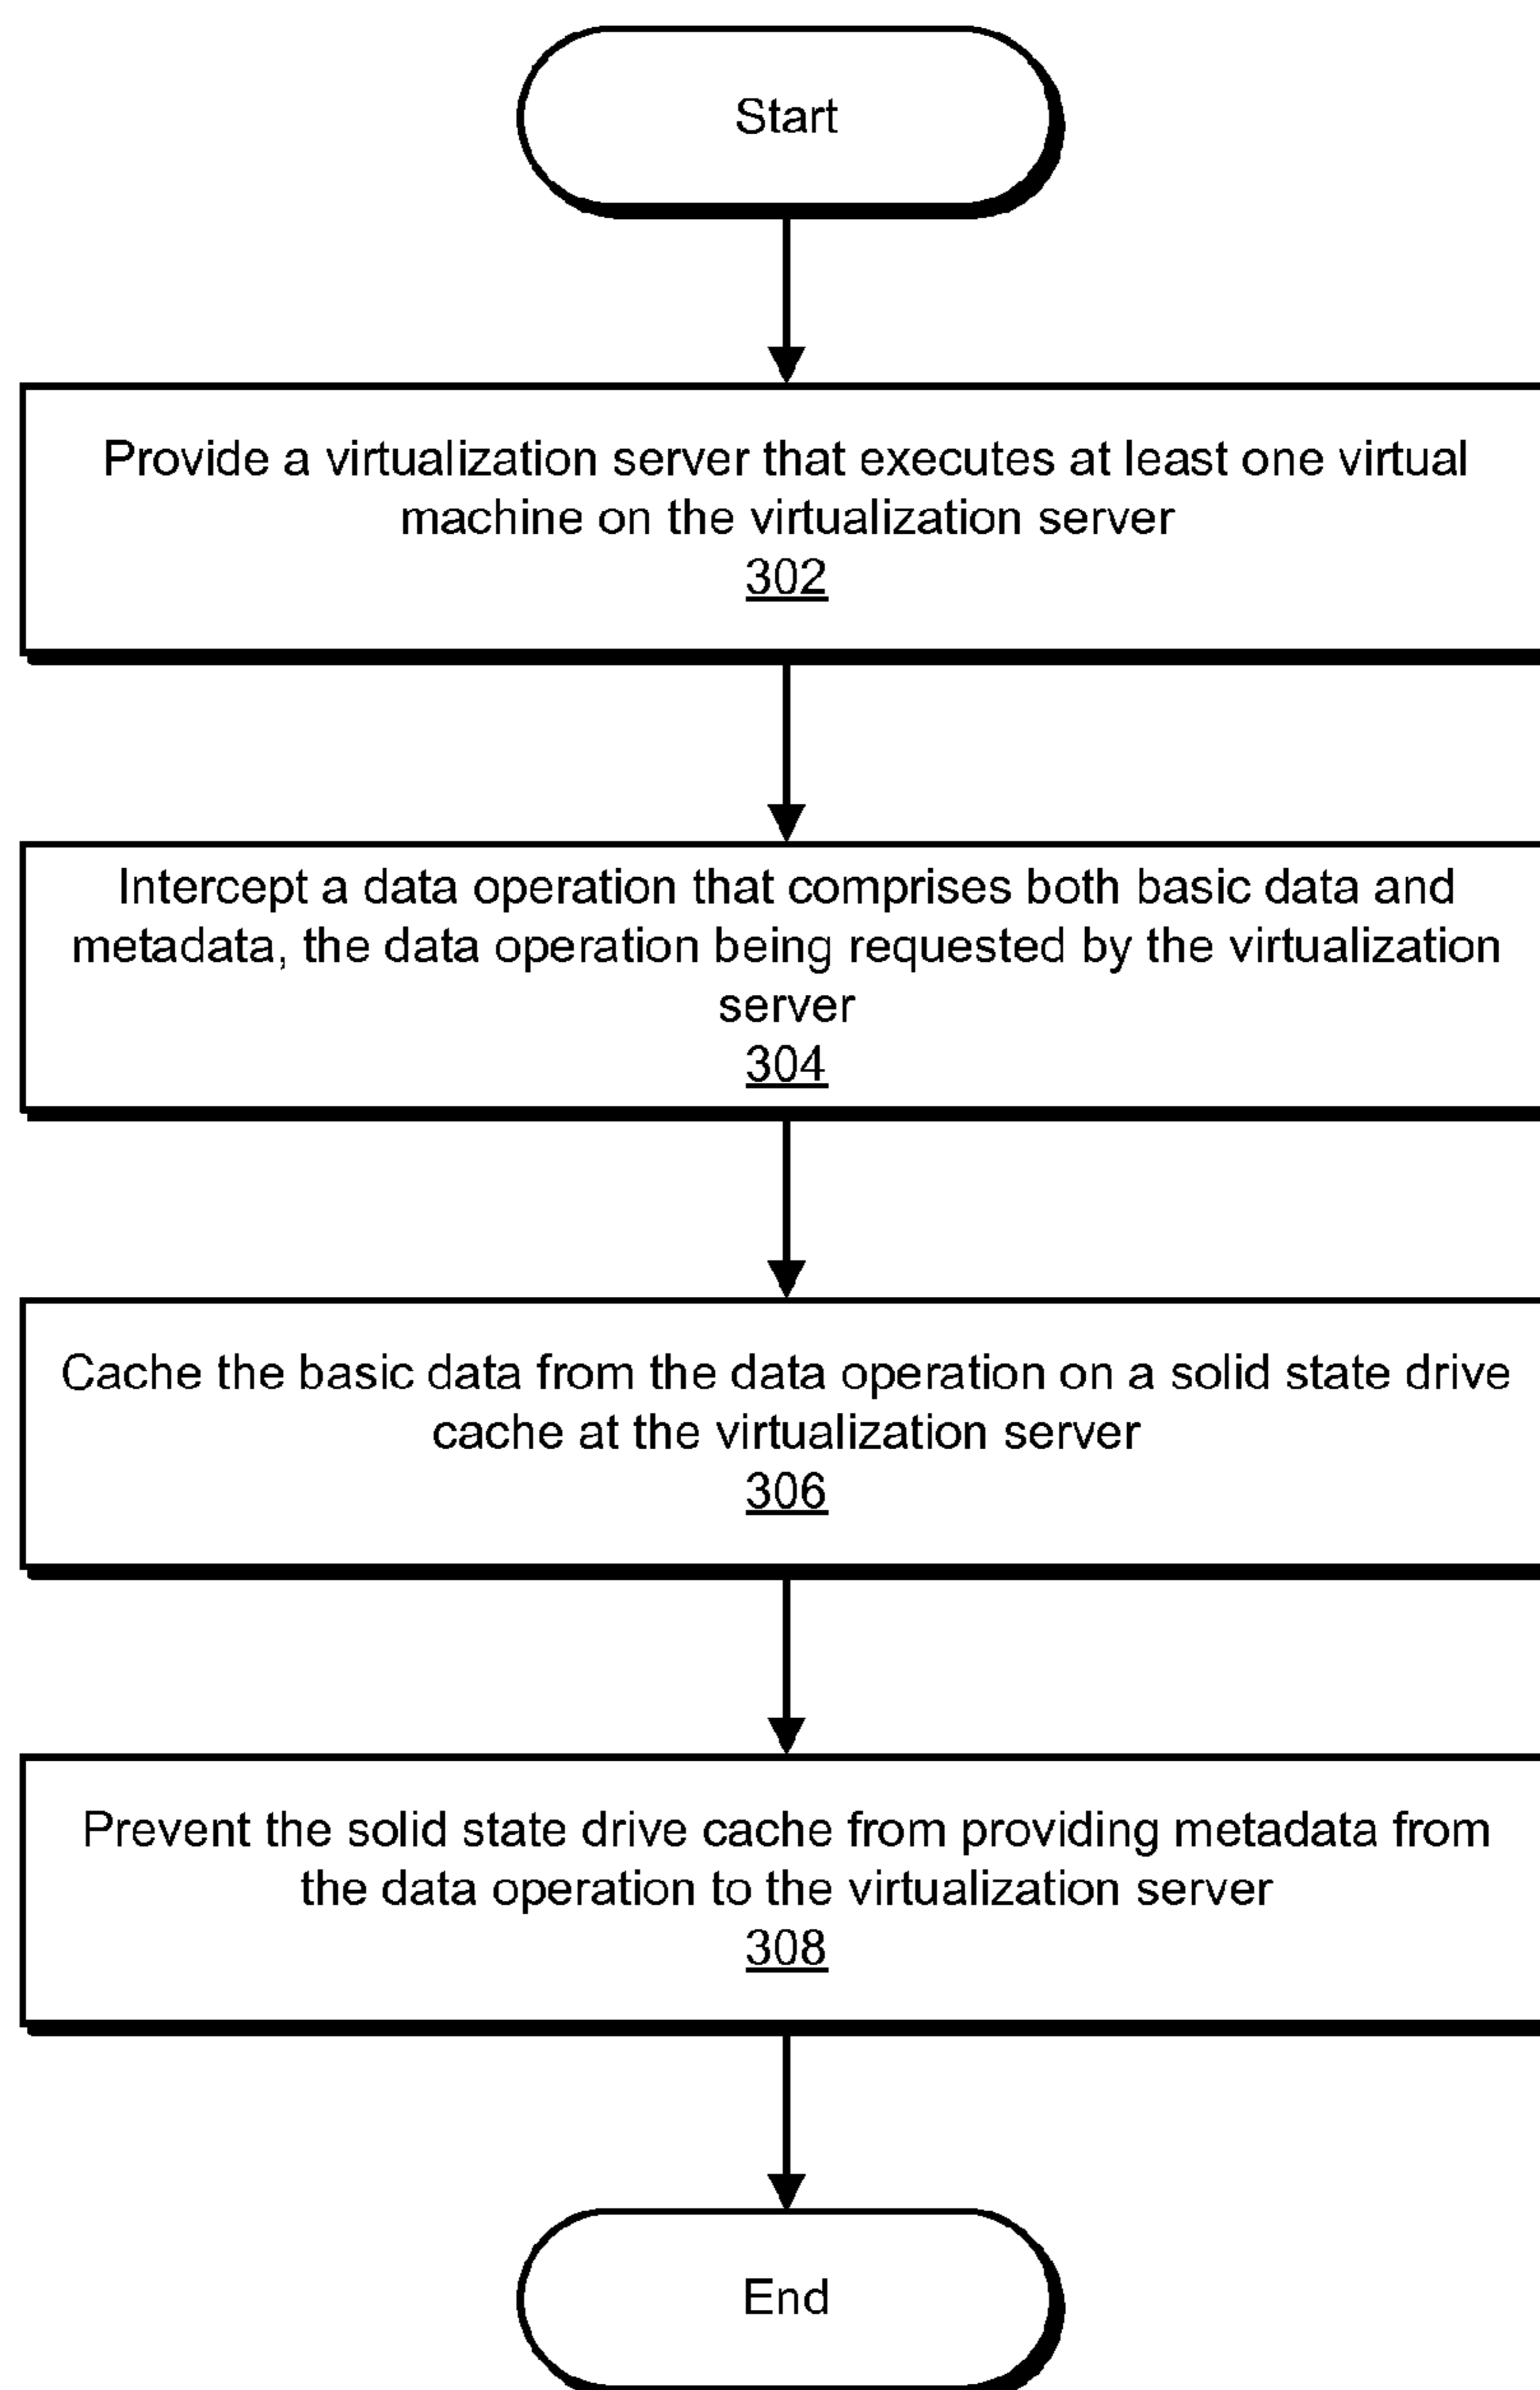 Start
Provide a virtualization server that executes at least one virtual
machine on the virtualization server
302
Intercept a data operation that comprises both basic data and
metadata, the data operation being requested by the virtualization
server
304
Cache the basic data from the data operation on a solid state drive
cache at the virtualization server
306
Prevent the solid state drive cache from providing metadata from
the data operation to the virtualization server
308
End